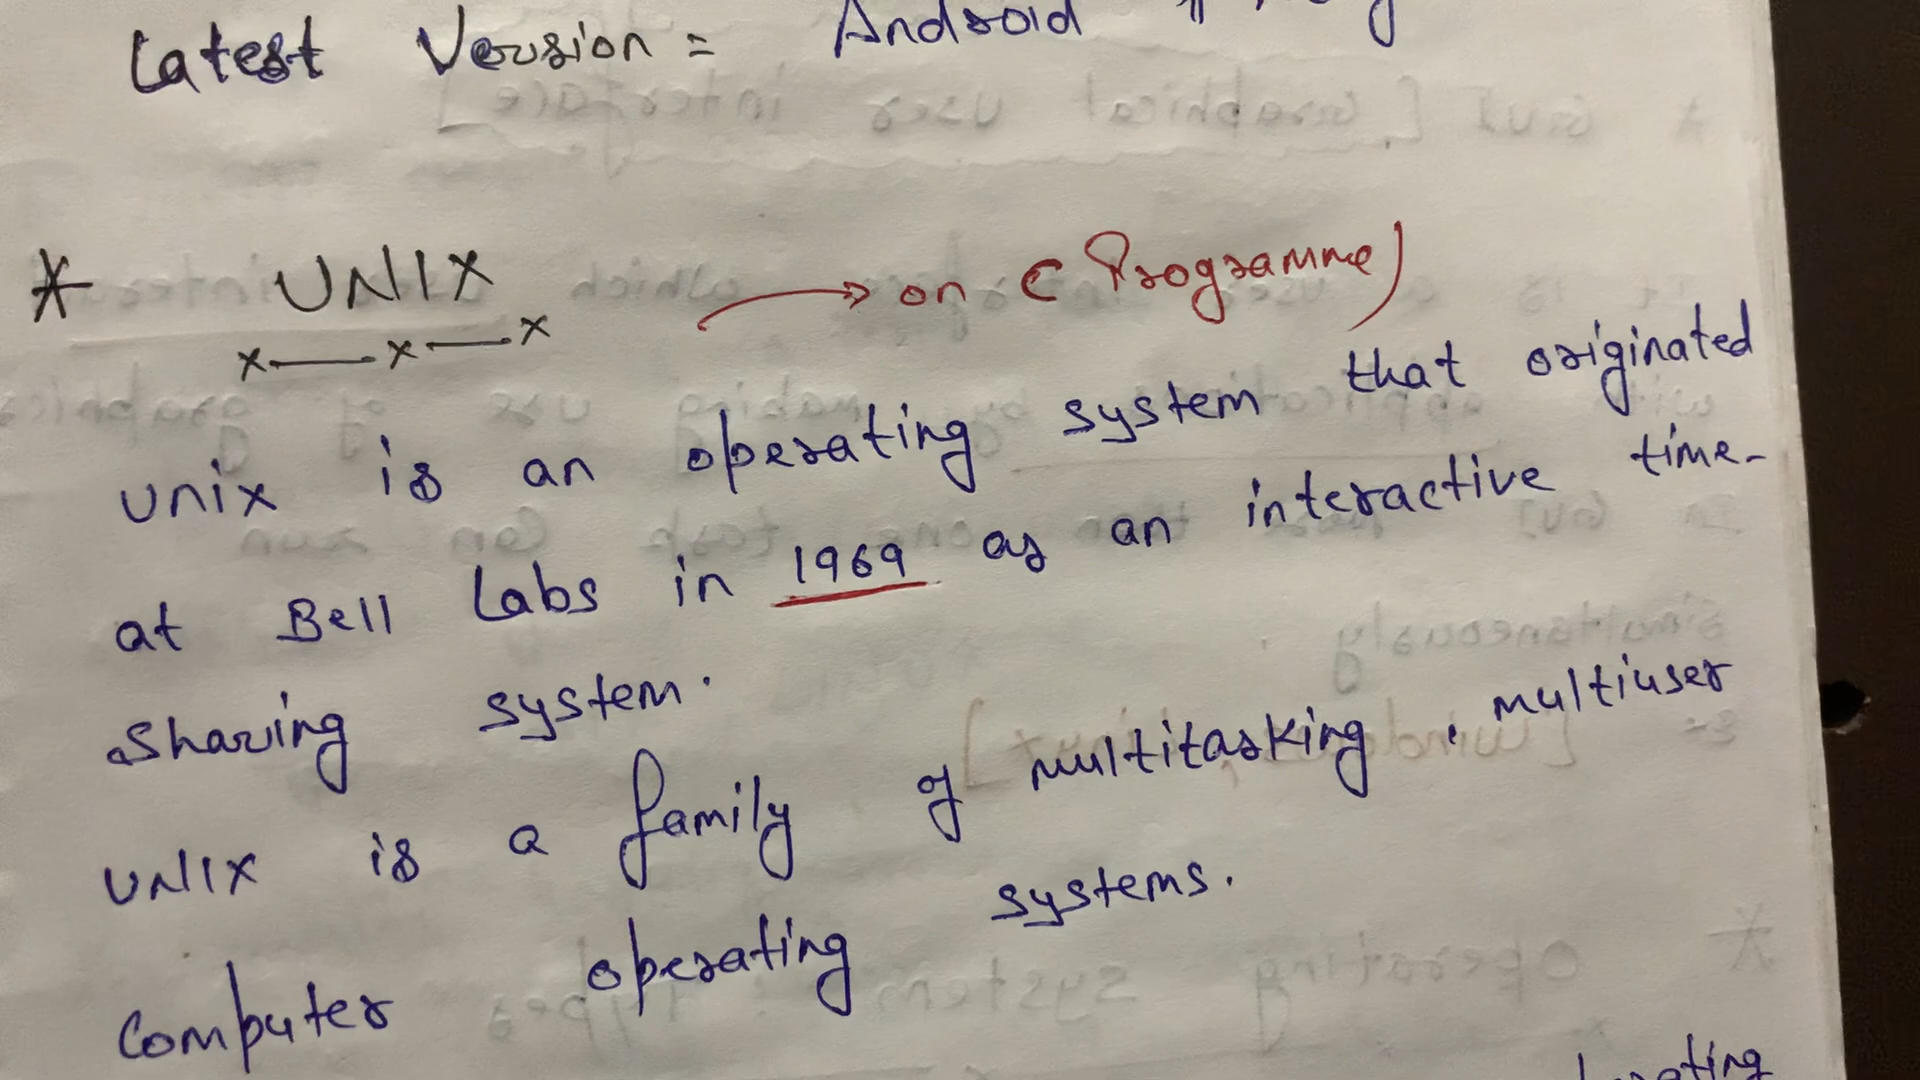 Latest Version = Android
* UNIX
→ on C Programme)
Unix is an operating system that originated
at Bell Labs in 1969 as an interactive time-
sharing system.
UNIX is a family of multitasking, multiuser
Computer operating systems.